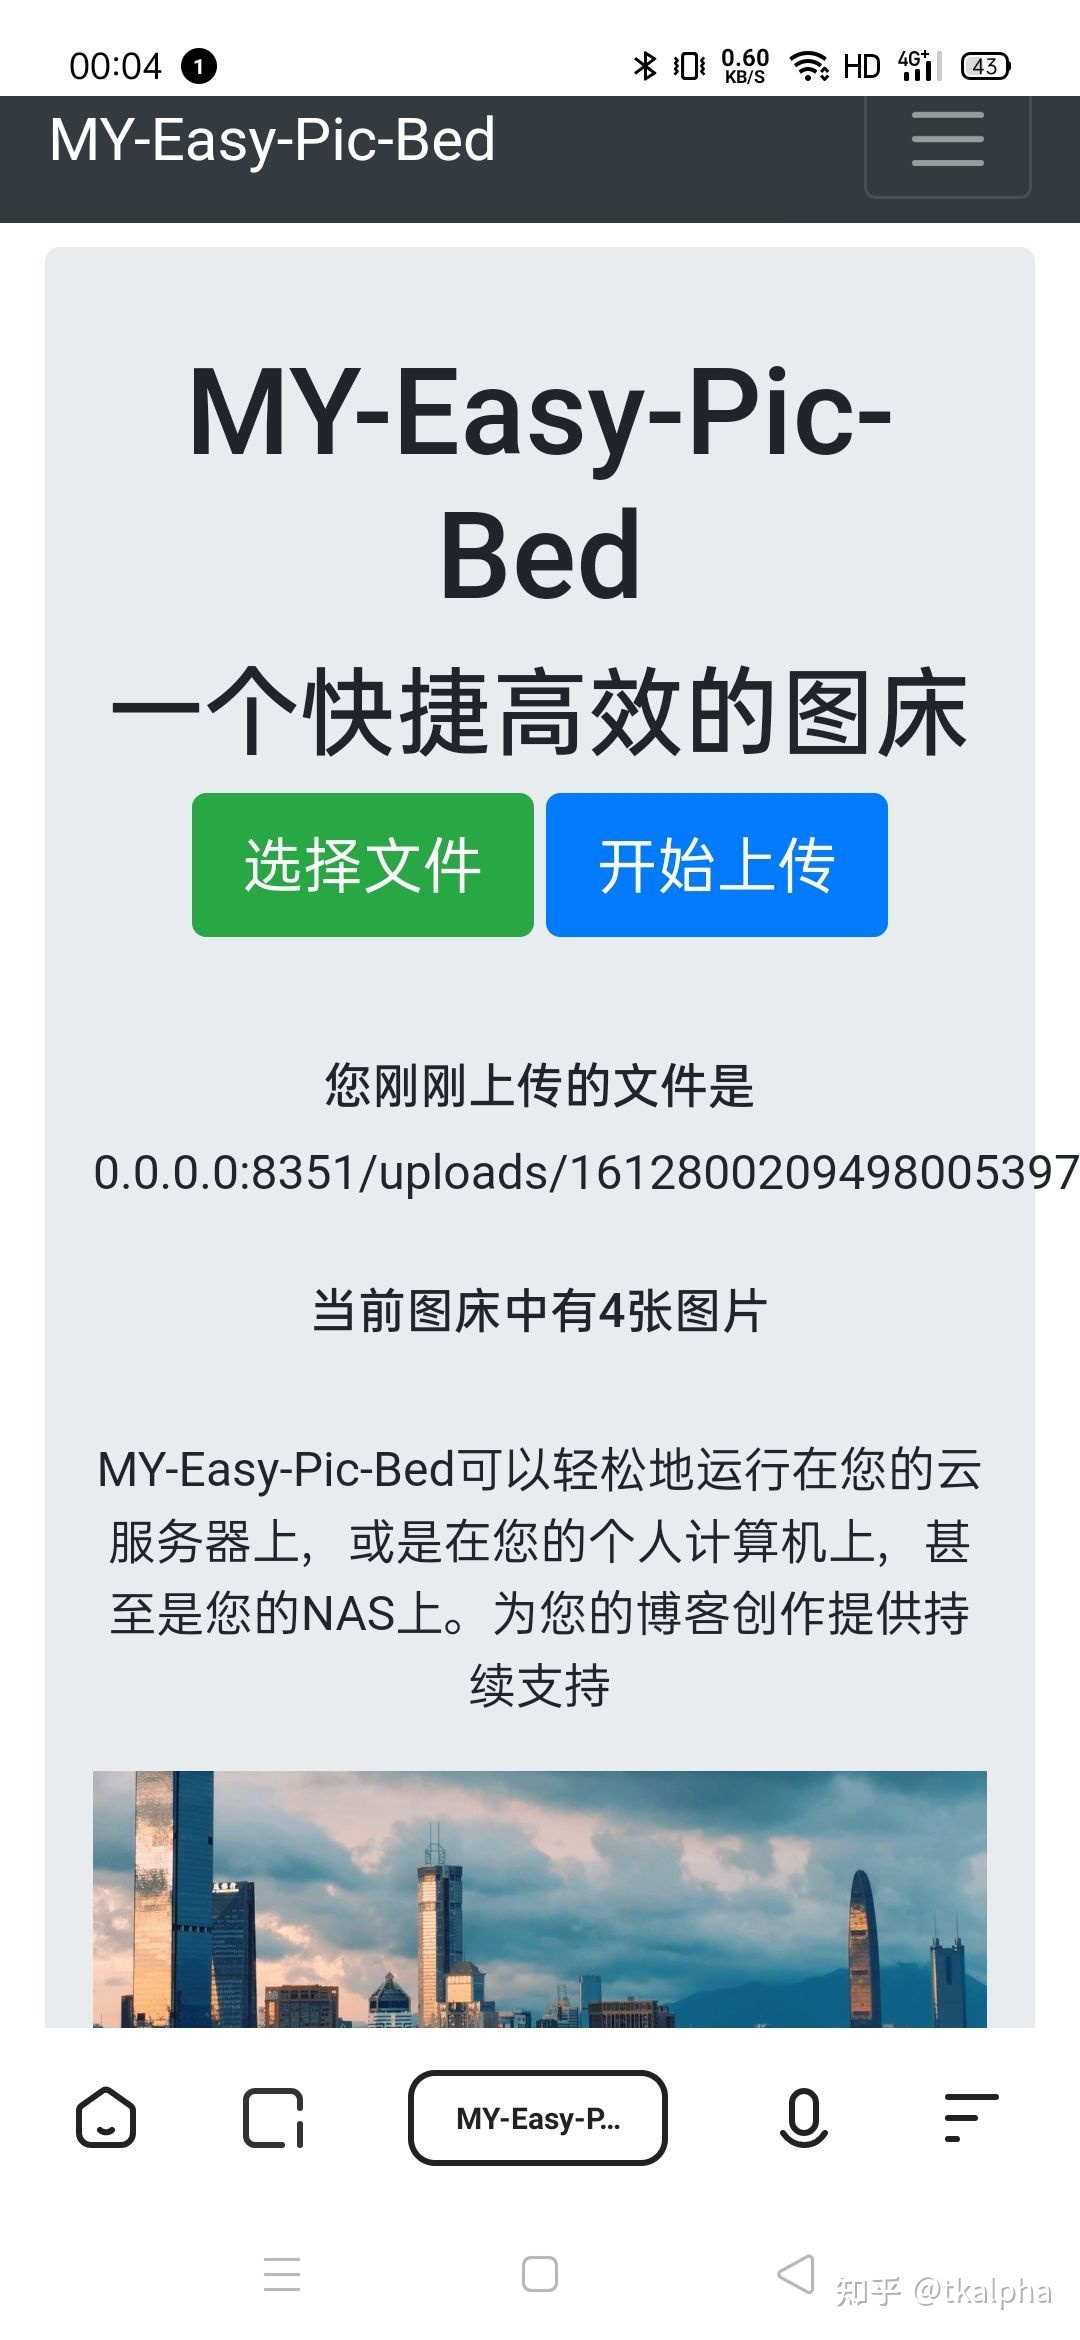 00:04 1 0.60 KB/S HD 4G+ 43
MY-Easy-Pic-Bed
MY-Easy-Pic-
Bed
一个快捷高效的图床
选择文件 开始上传
您刚刚上传的文件是
0.0.0.0:8351/uploads/1612800209498005397
当前图床中有4张图片
MY-Easy-Pic-Bed可以轻松地运行在您的云
服务器上，或是在您的个人计算机上，甚
至是您的NAS上。为您的博客创作提供持
续支持
MY-Easy-P...
知乎 @tkalpha